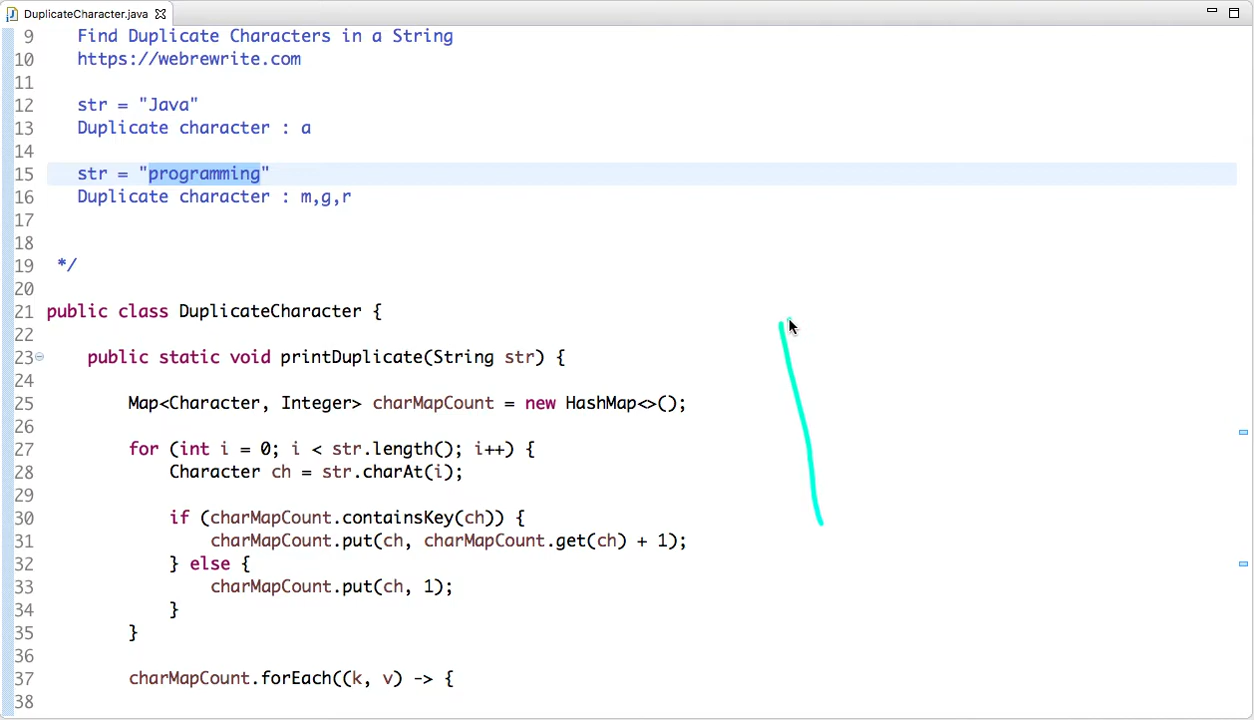 DuplicateCharacter.java
9 Find Duplicate Characters in a String
10 https://webrewrite.com
11
12 str = "Java"
13 Duplicate character : a
14
15 str = "programming"
16 Duplicate character : m,g,r
17
18
19 */
20
21 public class DuplicateCharacter {
22
23 public static void printDuplicate(String str) {
24
25 Map<Character, Integer> charMapCount = new HashMap<>();
26
27 for (int i = 0; i < str.length(); i++) {
28 Character ch = str.charAt(i);
29
30 if (charMapCount.containsKey(ch)) {
31 charMapCount.put(ch, charMapCount.get(ch) + 1);
32 } else {
33 charMapCount.put(ch, 1);
34 }
35 }
36
37 charMapCount.forEach((k, v) -> {
38